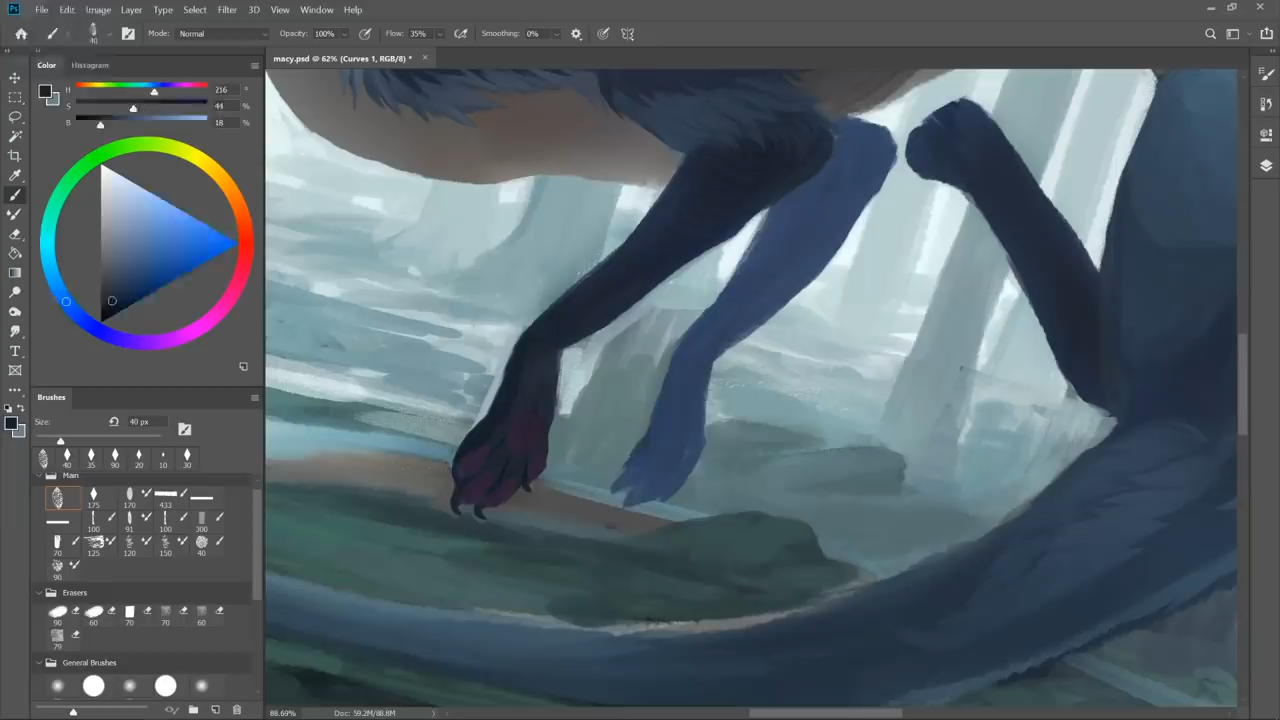 Ps File Edit Image Layer Type Select Filter 3D View Window Help
40 Mode: Normal Opacity: 100% Flow: 35% Smoothing: 0%
Color Histogram
macy.psd @ 62% (Curves 1, RGB/8) *
H 216 °
S 44 %
B 18 %
Brushes
Size: 40 px
40 35 90 20 10 30
Main
175 170 433
100 91 100 300
70 125 120 150 40
90
Erasers
90 60 70 70 60
79
General Brushes
88.69% Doc: 59.2M/88.8M